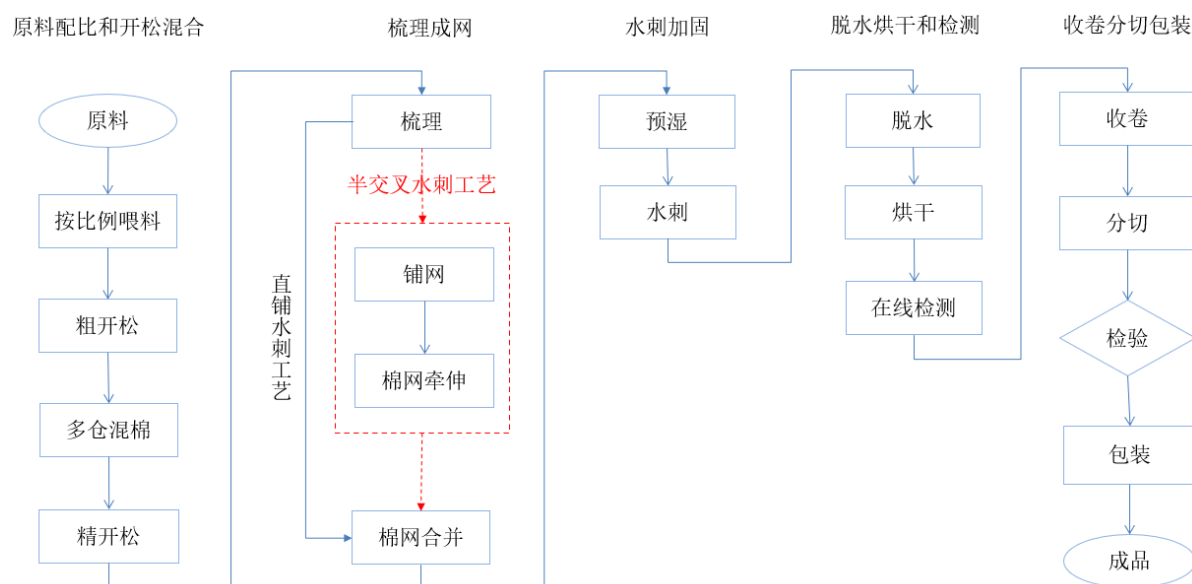 原料配比和开松混合
梳理成网
水刺加固
脱水烘干和检测
收卷分切包装
原料
按比例喂料
粗开松
多仓混棉
精开松
梳理
半交叉水刺工艺
直铺水刺工艺
铺网
棉网牵伸
棉网合并
预湿
水刺
脱水
烘干
在线检测
收卷
分切
检验
包装
成品